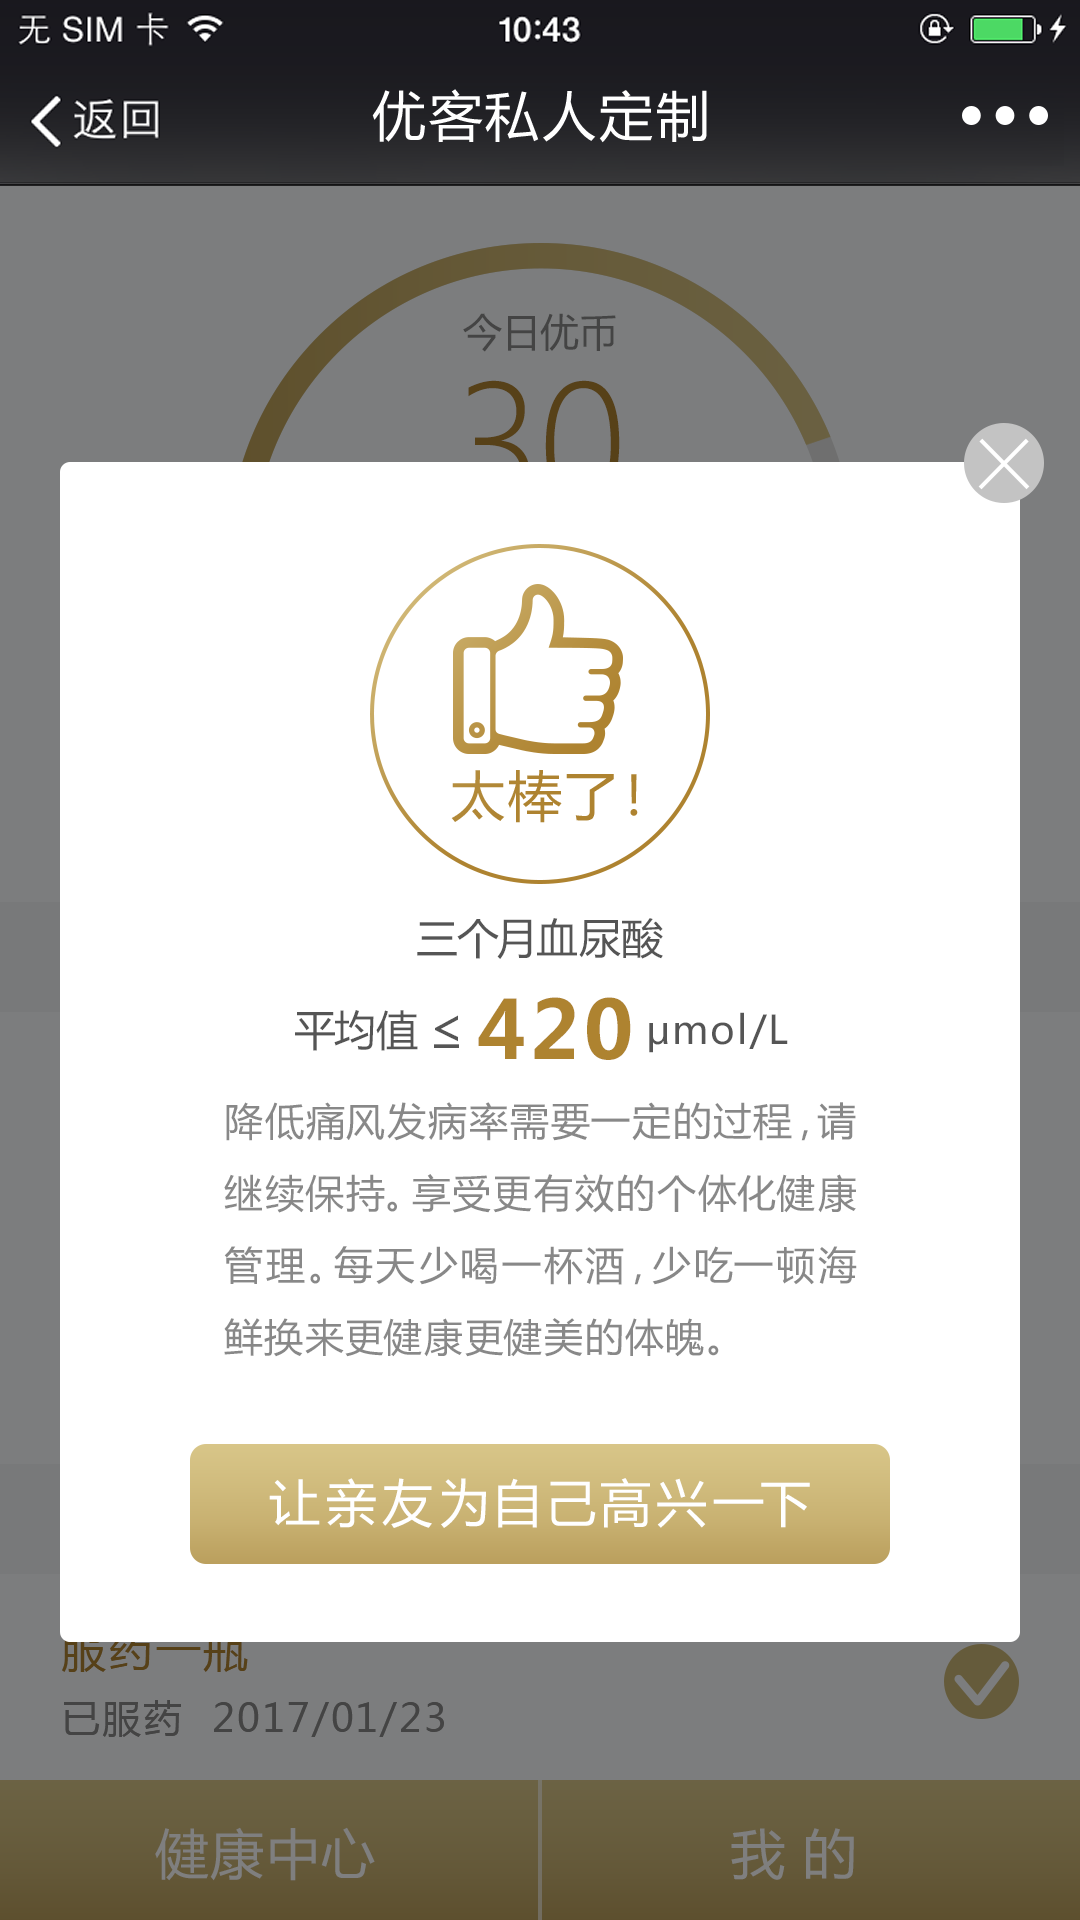 无 SIM 卡
10:43
返回
优客私人定制
今日优币
30
太棒了!
三个月血尿酸
平均值 ≤ 420 μmol/L
降低痛风发病率需要一定的过程,请
继续保持。享受更有效的个体化健康
管理。每天少喝一杯酒,少吃一顿海
鲜换来更健康更健美的体魄。
让亲友为自己高兴一下
服药一瓶
已服药 2017/01/23
健康中心
我 的